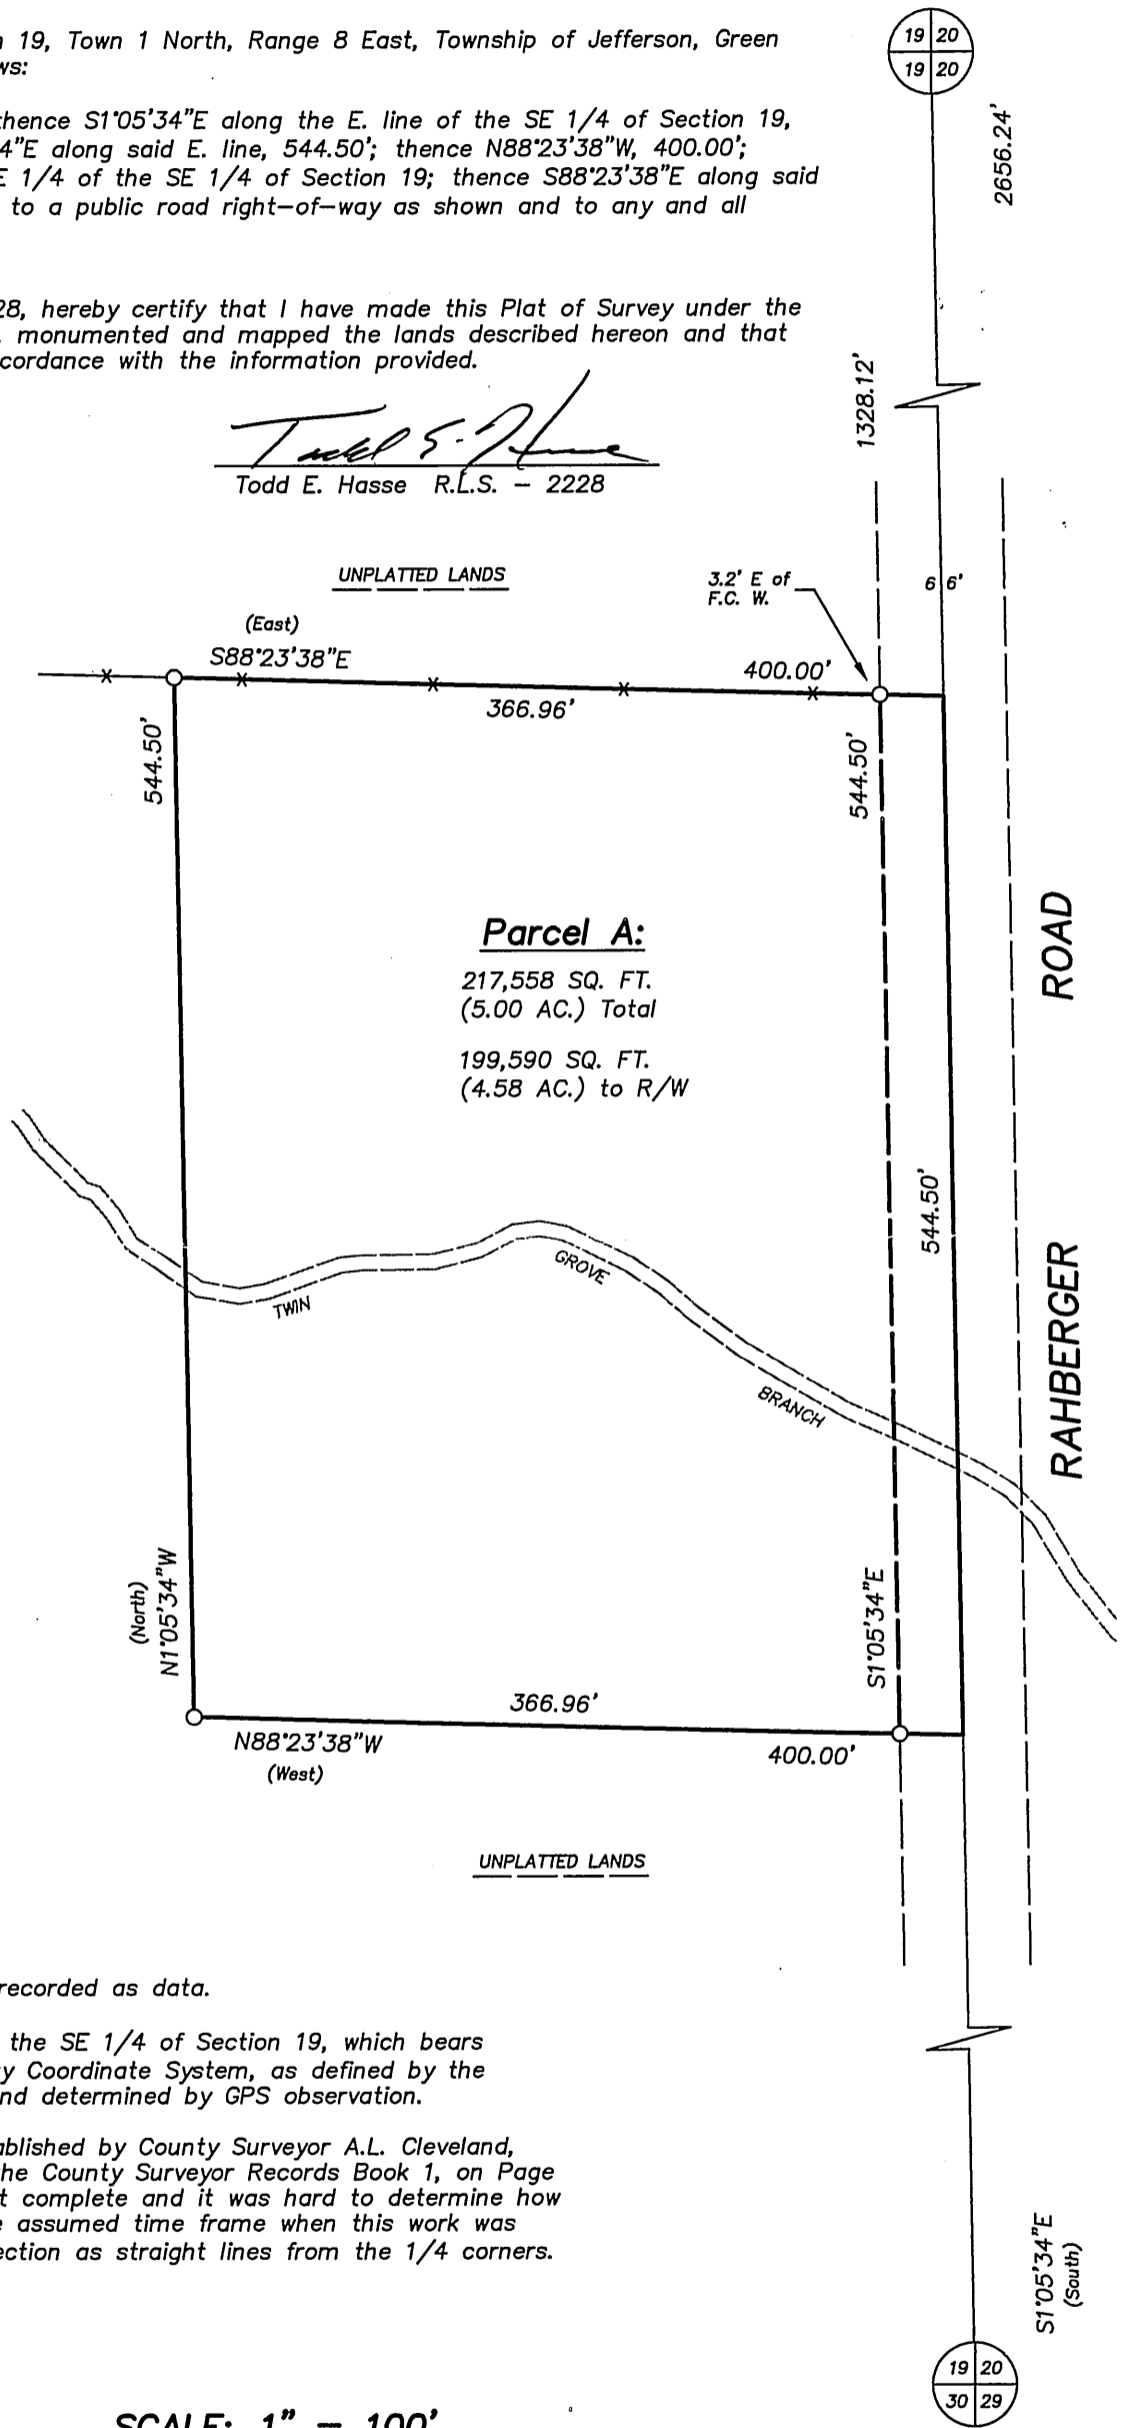 n 19, Town 1 North, Range 8 East, Township of Jefferson, Green
ws:
thence S1°05'34"E along the E. line of the SE 1/4 of Section 19,
4"E along said E. line, 544.50'; thence N88°23'38"W, 400.00';
E 1/4 of the SE 1/4 of Section 19; thence S88°23'38"E along said
to a public road right-of-way as shown and to any and all
28, hereby certify that I have made this Plat of Survey under the
monumented and mapped the lands described hereon and that
cordance with the information provided.
Todd E. Hasse
Todd E. Hasse R.L.S. - 2228
19 20
19 20
2656.24'
1328.12'
UNPLATTED LANDS
3.2' E of
F.C. W.
66'
(East)
S88°23'38"E
400.00'
366.96'
544.50'
544.50'
Parcel A:
217,558 SQ. FT.
(5.00 AC.) Total
199,590 SQ. FT.
(4.58 AC.) to R/W
RAHBERGER ROAD
544.50'
TWIN GROVE BRANCH
(North)
N1°05'34"W
S1°05'34"E
366.96'
N88°23'38"W
(West)
400.00'
UNPLATTED LANDS
recorded as data.
the SE 1/4 of Section 19, which bears
y Coordinate System, as defined by the
nd determined by GPS observation.
ablished by County Surveyor A.L. Cleveland,
the County Surveyor Records Book 1, on Page
t complete and it was hard to determine how
e assumed time frame when this work was
ection as straight lines from the 1/4 corners.
S1°05'34"E
(South)
19 20
30 29
SCALE: 1" = 100'